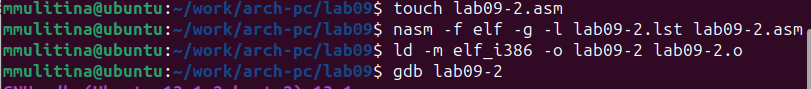 mmulitina@ubuntu:~/work/arch-pc/lab09$ touch lab09-2.asm
mmulitina@ubuntu:~/work/arch-pc/lab09$ nasm -f elf -g -l lab09-2.lst lab09-2.asm
mmulitina@ubuntu:~/work/arch-pc/lab09$ ld -m elf_i386 -o lab09-2 lab09-2.o
mmulitina@ubuntu:~/work/arch-pc/lab09$ gdb lab09-2